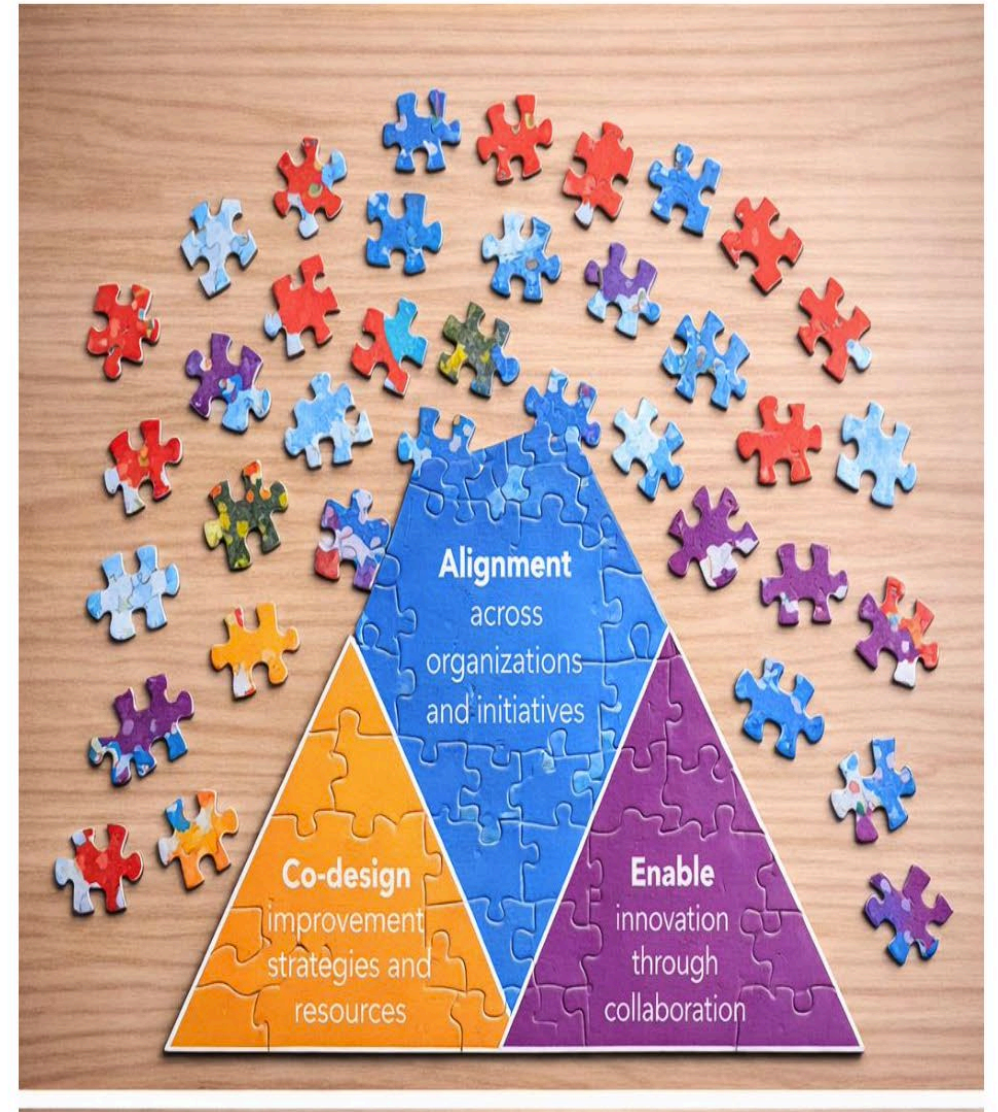 Alignment
across
organizations
and initiatives
Co-design
improvement
strategies and
resources
Enable
innovation
through
collaboration